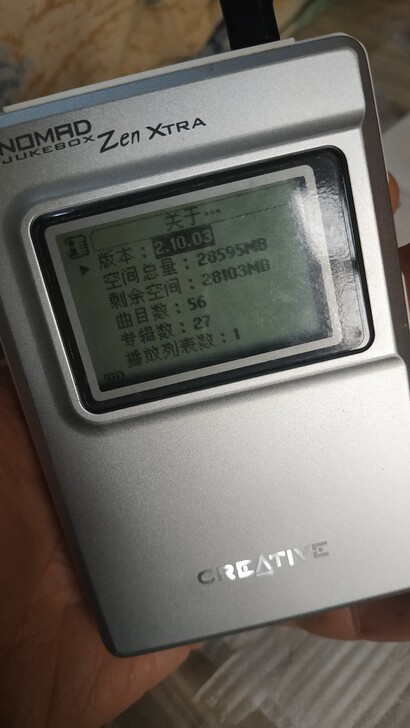 NOMAD
JUKEBOX Zen XTRA
关于...
版本：2.10.03
空间总量：28595MB
剩余空间：28103MB
曲目数：56
专辑数：27
播放列表数：1
CREATIVE